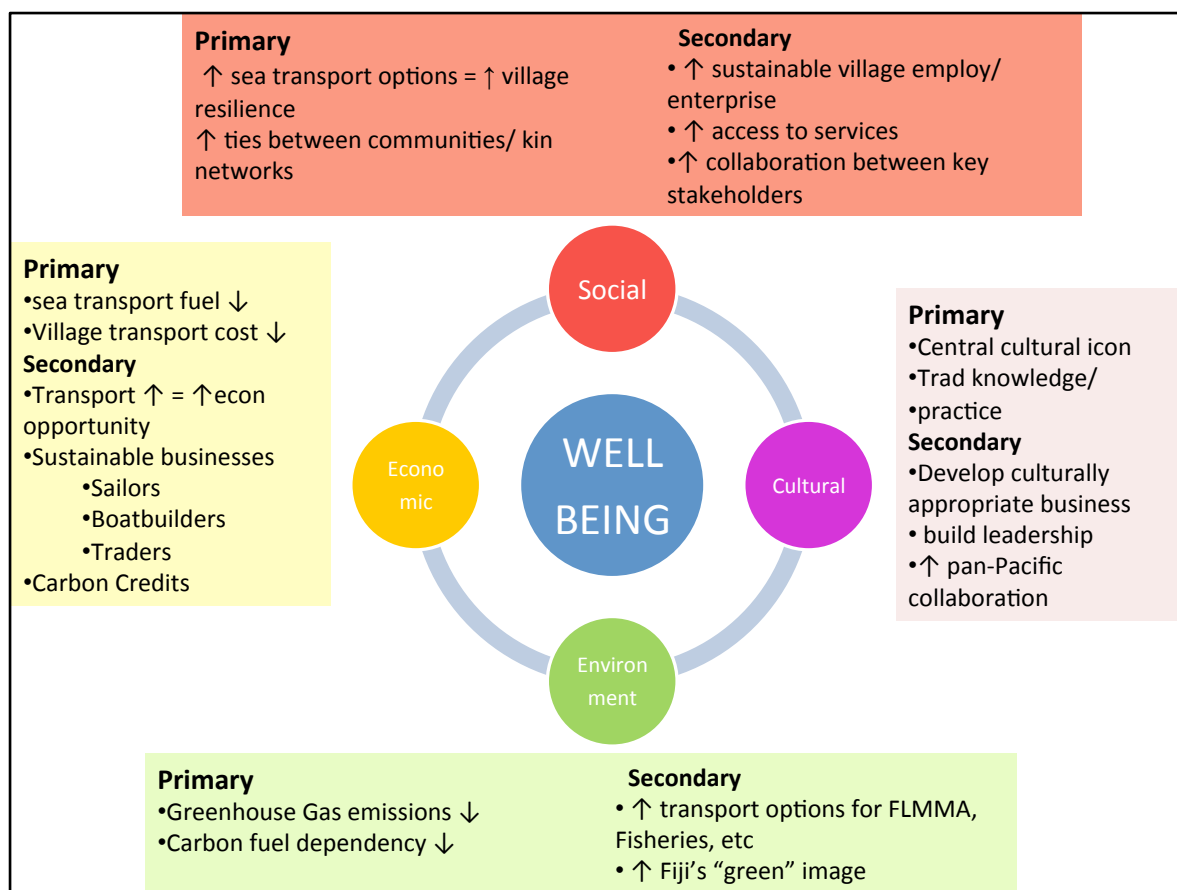 Primary
↑ sea transport options = ↑ village
resilience
↑ ties between communities/ kin
networks
Secondary
• ↑ sustainable village employ/
enterprise
• ↑ access to services
•↑ collaboration between key
stakeholders
Primary
•sea transport fuel ↓
•Village transport cost ↓
Secondary
•Transport ↑ = ↑econ
opportunity
•Sustainable businesses
•Sailors
•Boatbuilders
•Traders
•Carbon Credits
Social
Econo
mic
WELL
BEING
Cultural
Environ
ment
Primary
•Central cultural icon
•Trad knowledge/
•practice
Secondary
•Develop culturally
appropriate business
• build leadership
•↑ pan-Pacific
collaboration
Primary
•Greenhouse Gas emissions ↓
•Carbon fuel dependency ↓
Secondary
• ↑ transport options for FLMMA,
Fisheries, etc
• ↑ Fiji’s “green” image